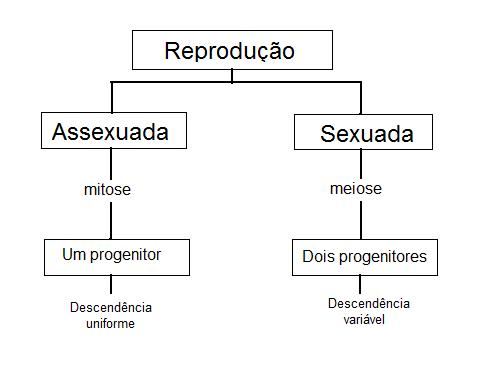 Reprodução
Assexuada
Sexuada
mitose
meiose
Um progenitor
Dois progenitores
Descendência
uniforme
Descendência
variável